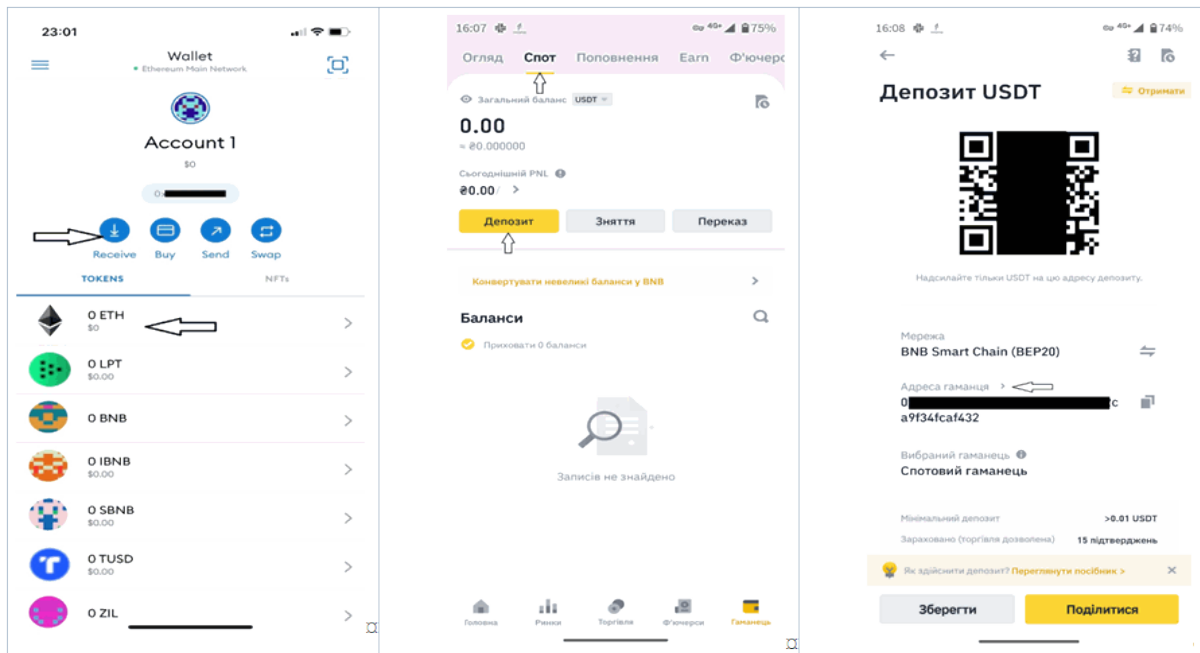 23:01
Wallet
Ethereum Main Network
Account 1
$0
0x
Receive
Buy
Send
Swap
TOKENS
NFTs
0 ETH
$0
0 LPT
$0.00
0 BNB
0 IBNB
$0.00
0 SBNB
$0.00
0 TUSD
$0.00
0 ZIL
16:07
4G+
75%
Огляд
Спот
Поповнення
Earn
Ф'ючерс
Загальний баланс
USDT
0.00
≈ ₴0.000000
Сьогоднішній PNL
₴0.00/
Депозит
Зняття
Переказ
Конвертувати невеликі баланси у BNB
Баланси
Приховати 0 баланси
Записів не знайдено
Головна
Ринки
Торгівля
Ф'ючерси
Гаманець
16:08
4G+
74%
Депозит USDT
Отримати
Надсилайте тільки USDT на цю адресу депозиту.
Мережа
BNB Smart Chain (BEP20)
Адреса гаманця
0
c
a9f34fcaf432
Вибраний гаманець
Спотовий гаманець
Мінімальний депозит
>0.01 USDT
Зараховано (торгівля дозволена)
15 підтверджень
Як здійснити депозит? Переглянути посібник >
Зберегти
Поділитися